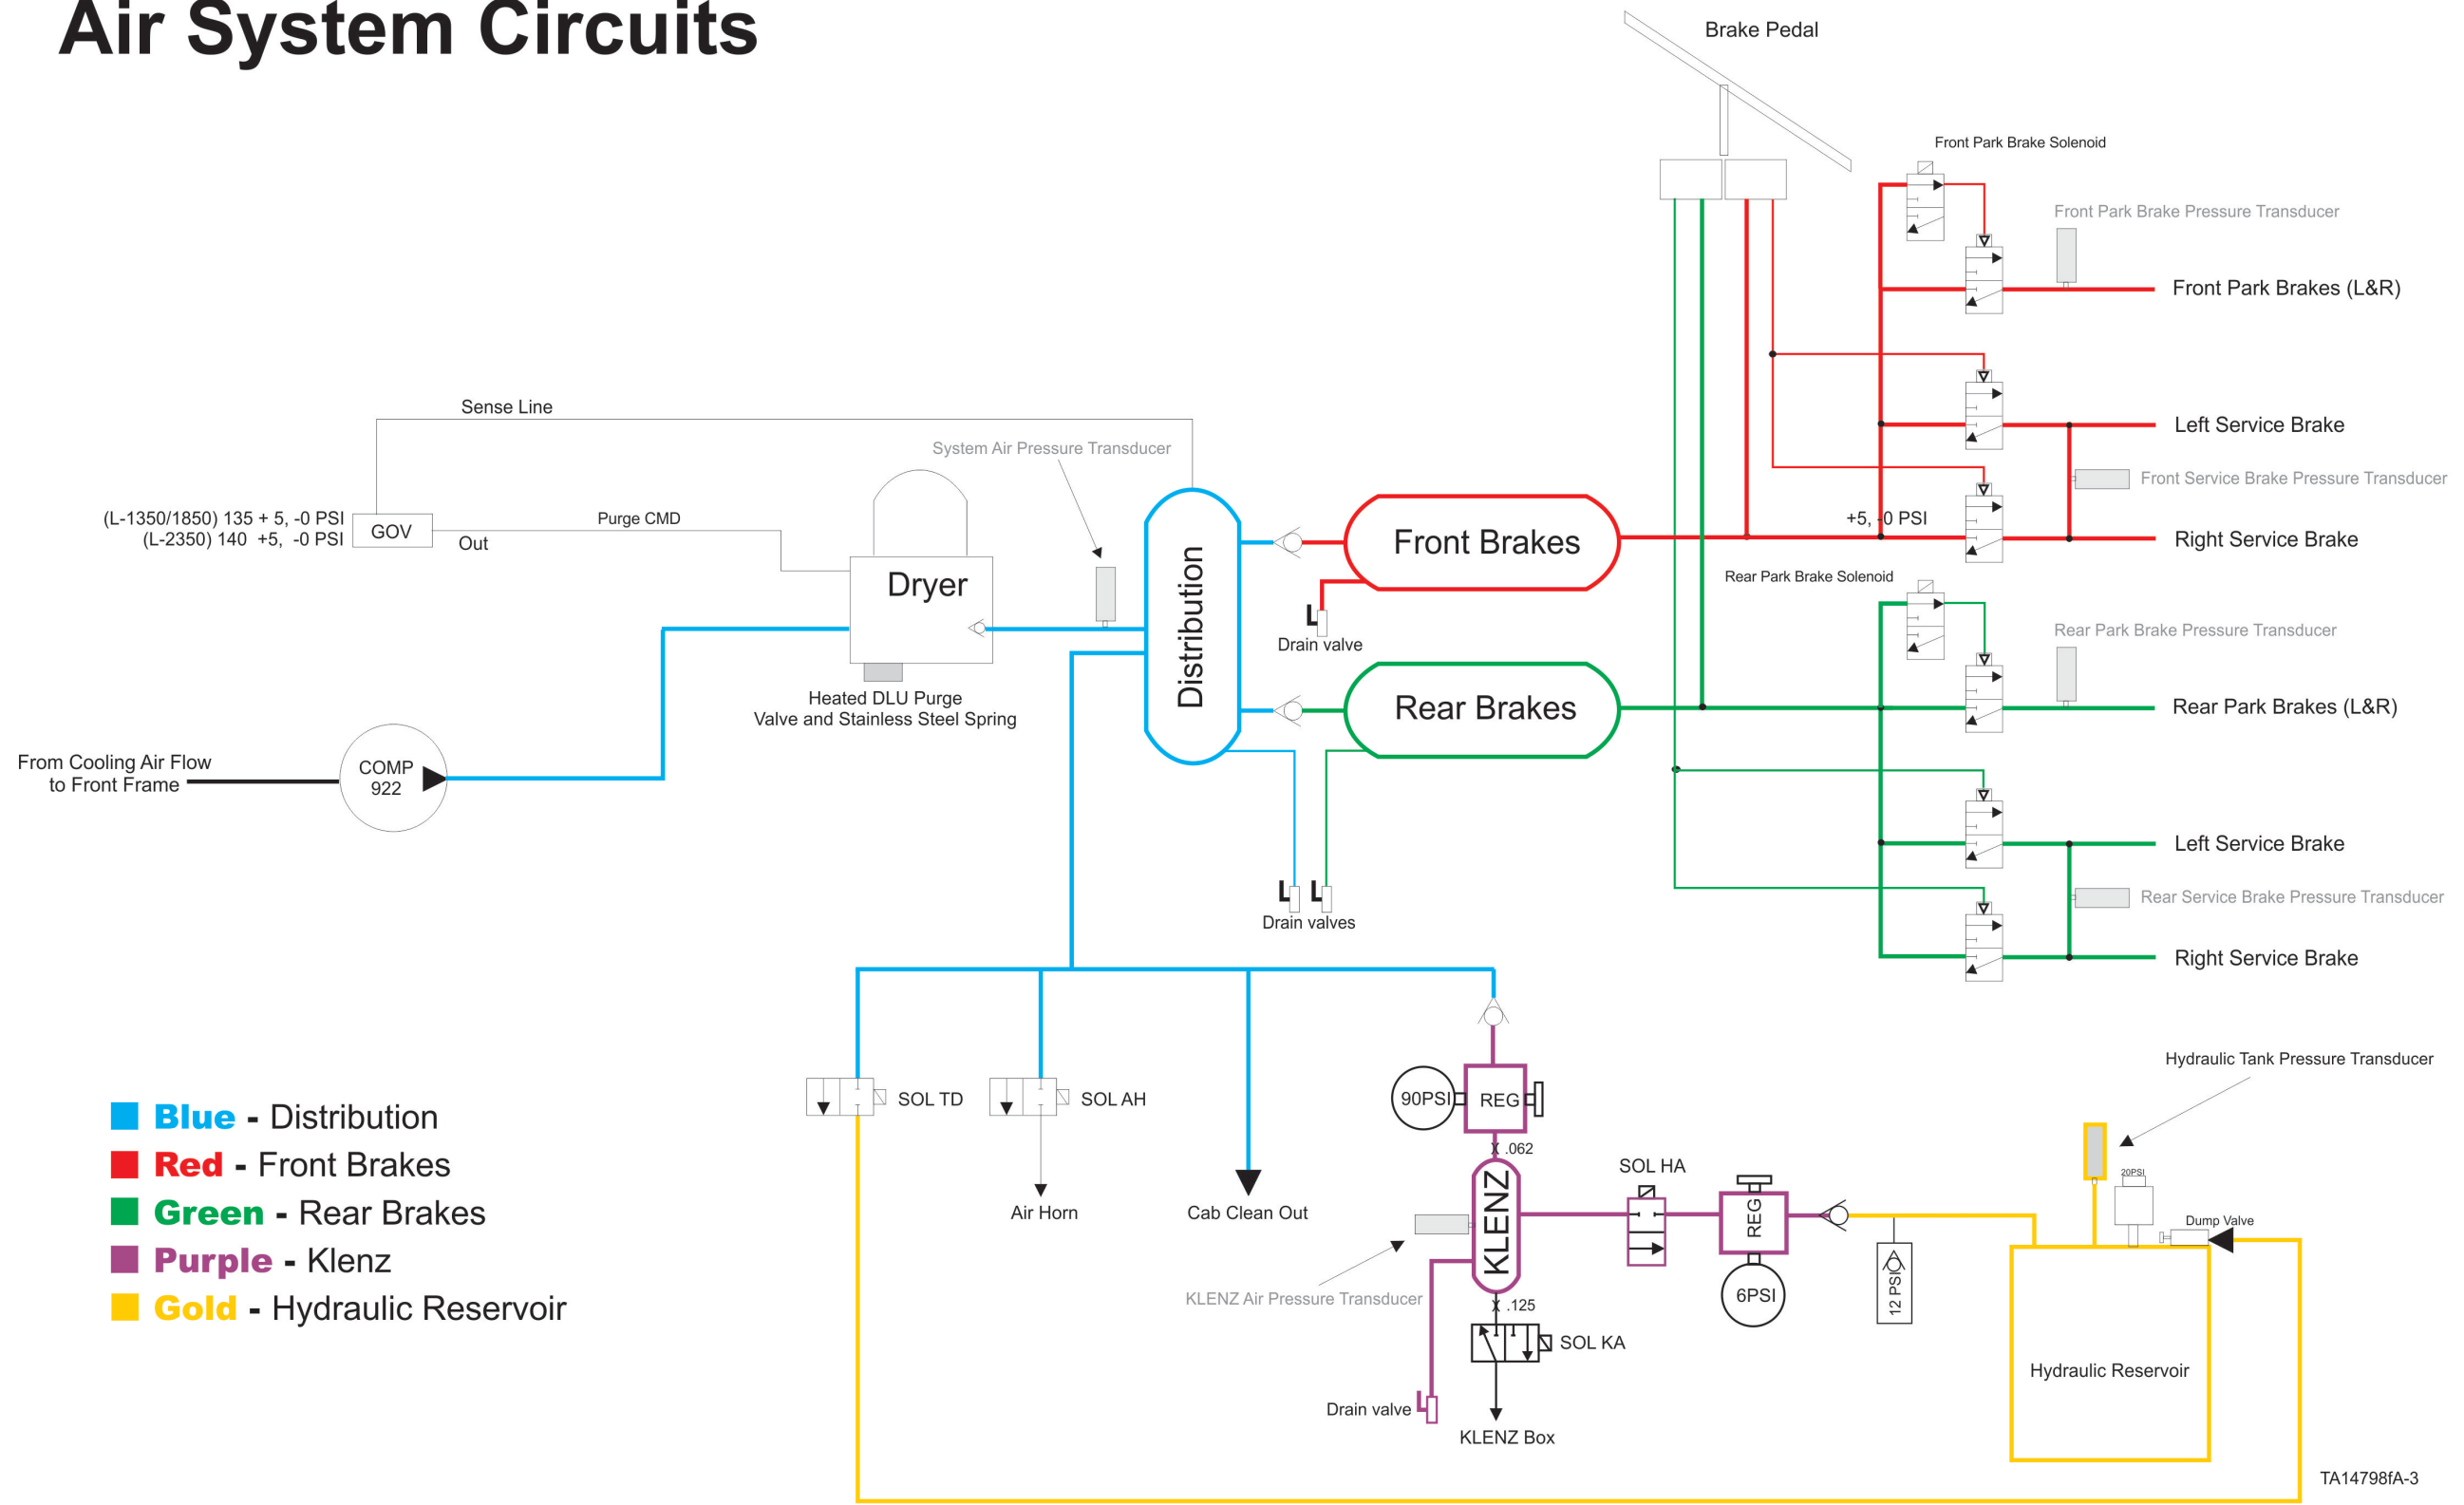 Air System Circuits
Brake Pedal
Front Park Brake Solenoid
Front Park Brake Pressure Transducer
Front Park Brakes (L&R)
Sense Line
System Air Pressure Transducer
Left Service Brake
Front Service Brake Pressure Transducer
(L-1350/1850) 135 + 5, -0 PSI
(L-2350) 140 +5, -0 PSI
GOV
Out
Purge CMD
+5, -0 PSI
Right Service Brake
Dryer
Distribution
Front Brakes
Drain valve
Rear Park Brake Solenoid
Rear Park Brake Pressure Transducer
Rear Brakes
Rear Park Brakes (L&R)
Heated DLU Purge
Valve and Stainless Steel Spring
From Cooling Air Flow
to Front Frame
COMP
922
Left Service Brake
Rear Service Brake Pressure Transducer
Drain valves
Right Service Brake
Hydraulic Tank Pressure Transducer
SOL TD
SOL AH
90PSI
REG
.062
Blue - Distribution
Red - Front Brakes
Green - Rear Brakes
Purple - Klenz
Gold - Hydraulic Reservoir
Air Horn
Cab Clean Out
KLENZ
SOL HA
REG
6PSI
12 PSI
20PSI
Dump Valve
KLENZ Air Pressure Transducer
.125
SOL KA
Hydraulic Reservoir
Drain valve
KLENZ Box
TA14798fA-3